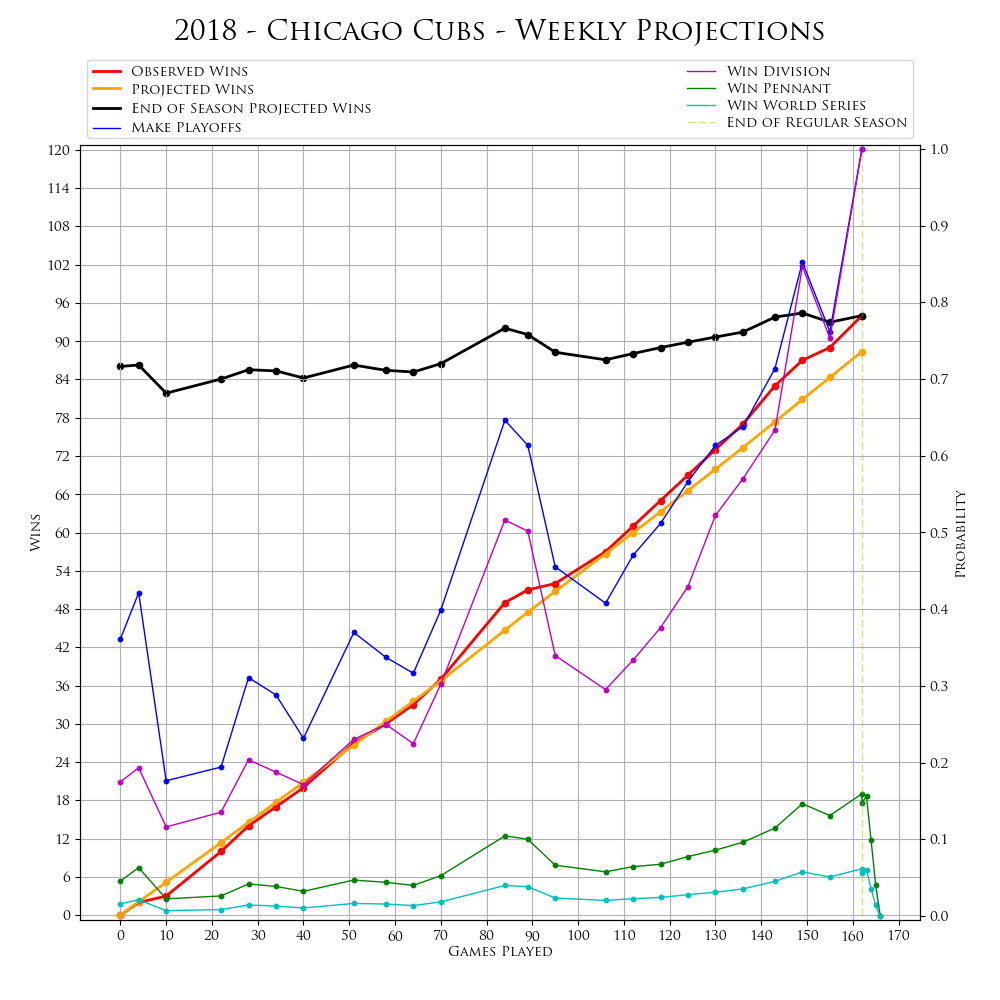 2018 - Chicago Cubs - Weekly Projections
Observed Wins
Projected Wins
End of Season Projected Wins
Make Playoffs
Win Division
Win Pennant
Win World Series
End of Regular Season
120
114
108
102
96
90
84
78
72
66
60
54
48
42
36
30
24
18
12
6
0
Wins
1.0
0.9
0.8
0.7
0.6
0.5
0.4
0.3
0.2
0.1
0.0
Probability
0 10 20 30 40 50 60 70 80 90 100 110 120 130 140 150 160 170
Games Played